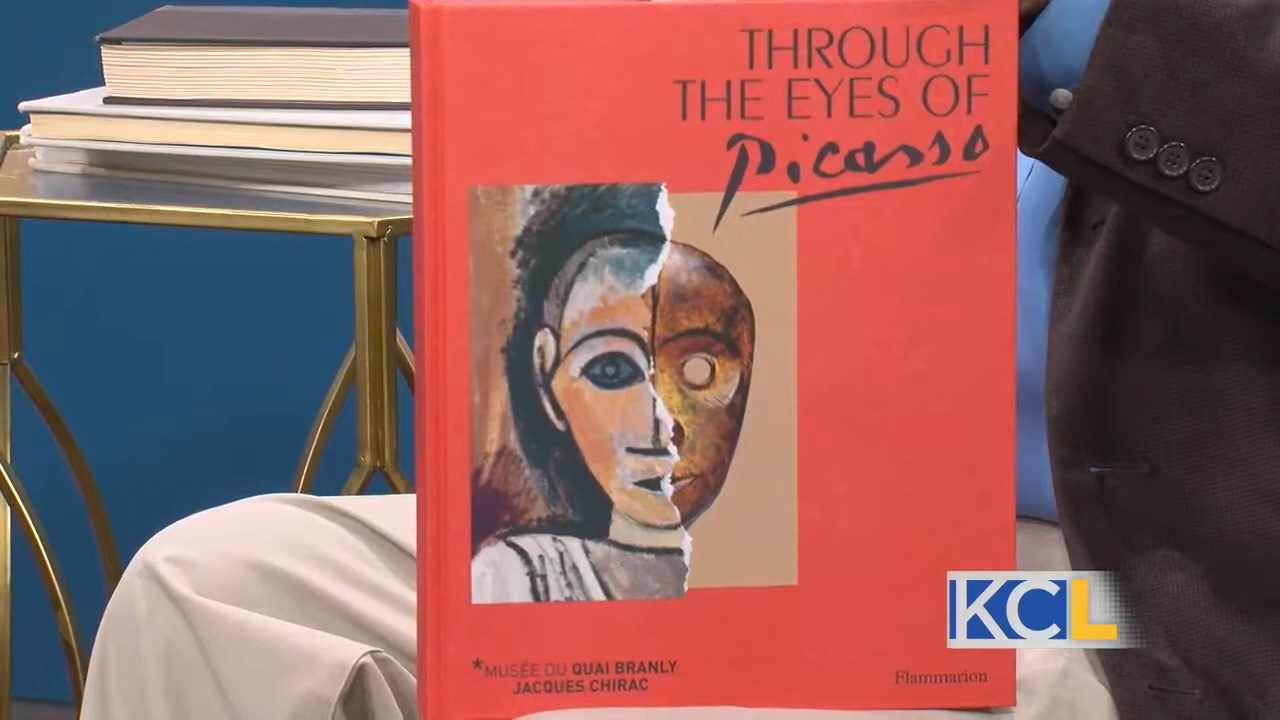 THROUGH
THE EYES OF
Picasso
*MUSÉE DU QUAI BRANLY
JACQUES CHIRAC
Flammarion
KCL